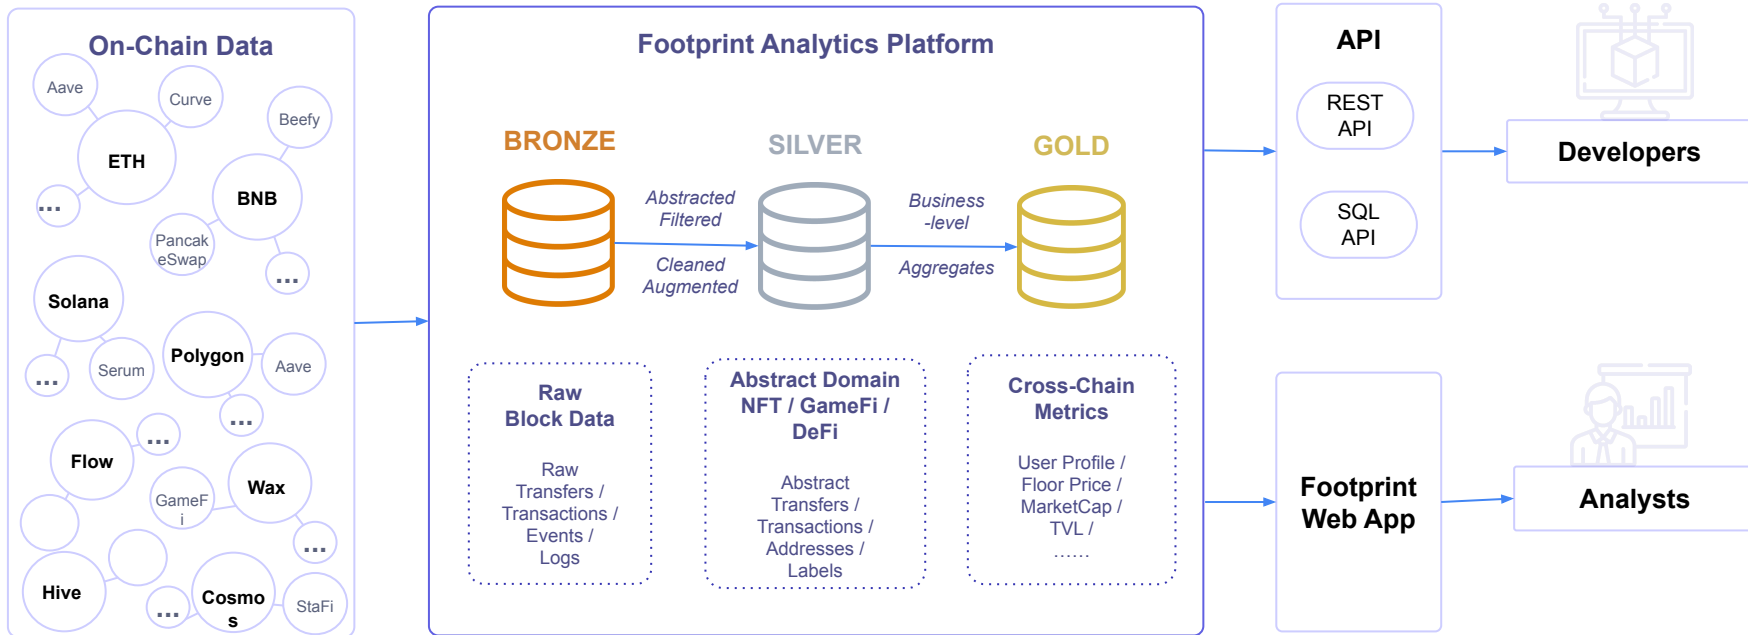 On-Chain Data
Aave
Curve
ETH
...
Beefy
BNB
Pancak
eSwap
...
Solana
...
Serum
Polygon
Aave
...
Flow
...
GameF
i
Wax
...
Hive
...
Cosmo
s
StaFi
Footprint Analytics Platform
BRONZE
Abstracted
Filtered
Cleaned
Augmented
SILVER
Business
-level
Aggregates
GOLD
Raw
Block Data
Raw
Transfers /
Transactions /
Events /
Logs
Abstract Domain
NFT / GameFi /
DeFi
Abstract
Transfers /
Transactions /
Addresses /
Labels
Cross-Chain
Metrics
User Profile /
Floor Price /
MarketCap /
TVL /
......
API
REST
API
SQL
API
Developers
Footprint
Web App
Analysts